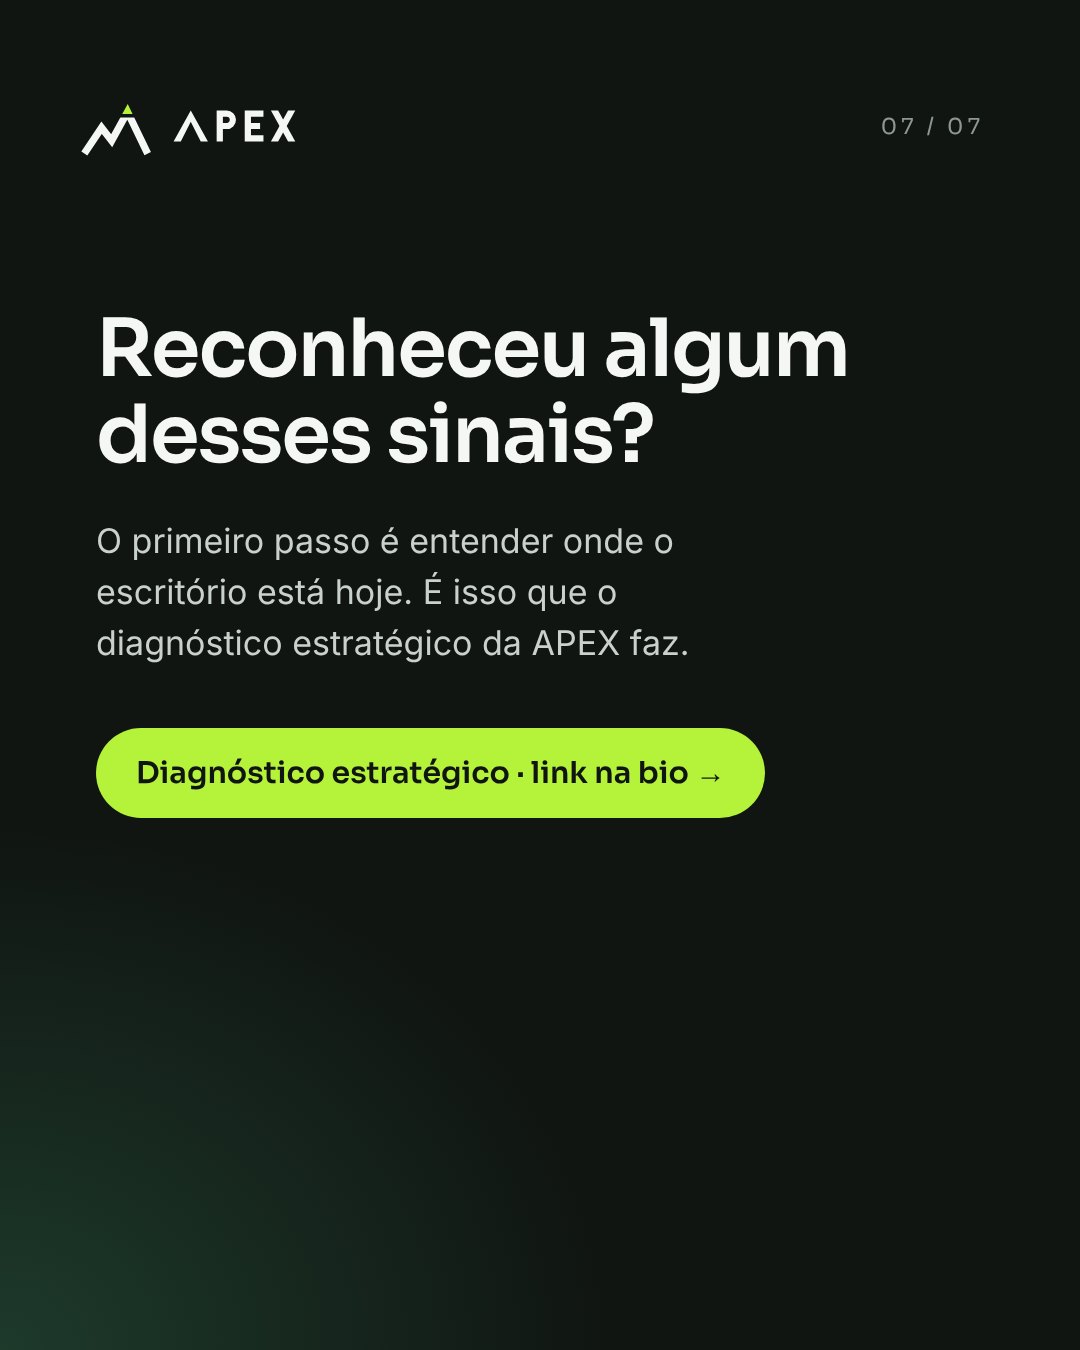 APEX
07 / 07
Reconheceu algum
desses sinais?
O primeiro passo é entender onde o
escritório está hoje. É isso que o
diagnóstico estratégico da APEX faz.
Diagnóstico estratégico · link na bio →